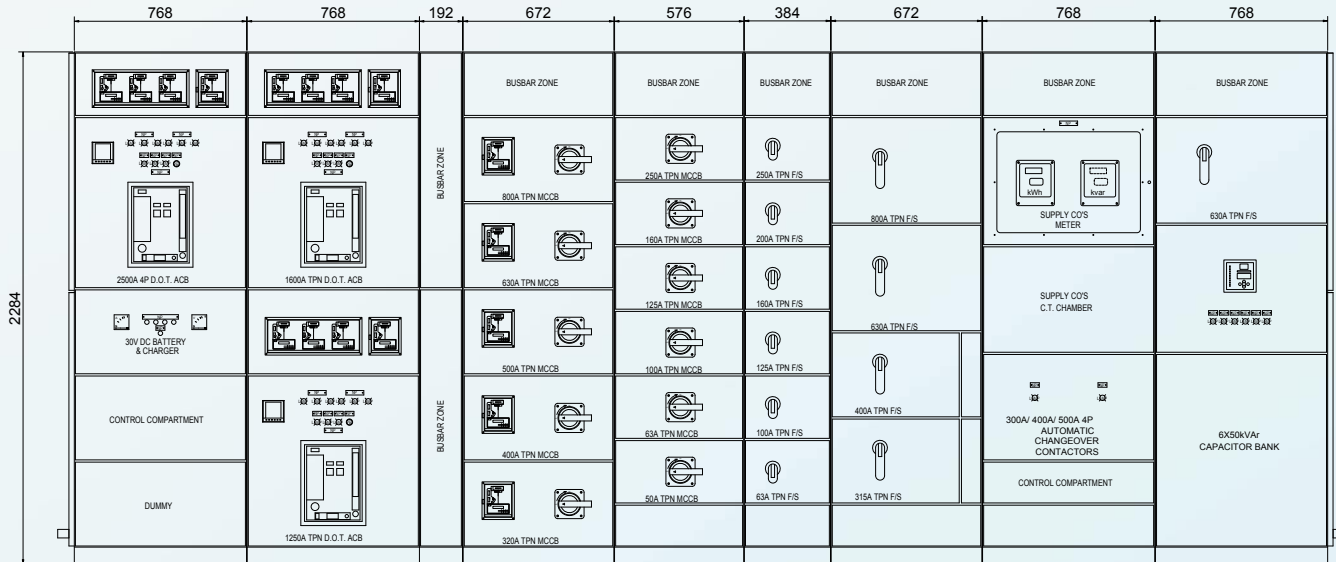 768
768
192
672
576
384
672
768
768
2284
2500A 4P D.O.T. ACB
30V DC BATTERY
& CHARGER
CONTROL COMPARTMENT
DUMMY
1600A TPN D.O.T. ACB
1250A TPN D.O.T. ACB
BUSBAR ZONE
BUSBAR ZONE
BUSBAR ZONE
800A TPN MCCB
630A TPN MCCB
500A TPN MCCB
400A TPN MCCB
320A TPN MCCB
BUSBAR ZONE
250A TPN MCCB
160A TPN MCCB
125A TPN MCCB
100A TPN MCCB
63A TPN MCCB
50A TPN MCCB
BUSBAR ZONE
250A TPN F/S
200A TPN F/S
160A TPN F/S
125A TPN F/S
100A TPN F/S
63A TPN F/S
BUSBAR ZONE
800A TPN F/S
630A TPN F/S
400A TPN F/S
315A TPN F/S
BUSBAR ZONE
kWh
kvar
SUPPLY CO'S
METER
SUPPLY CO'S
C.T. CHAMBER
300A/ 400A/ 500A 4P
AUTOMATIC
CHANGEOVER
CONTACTORS
CONTROL COMPARTMENT
BUSBAR ZONE
630A TPN F/S
6X50kVAr
CAPACITOR BANK